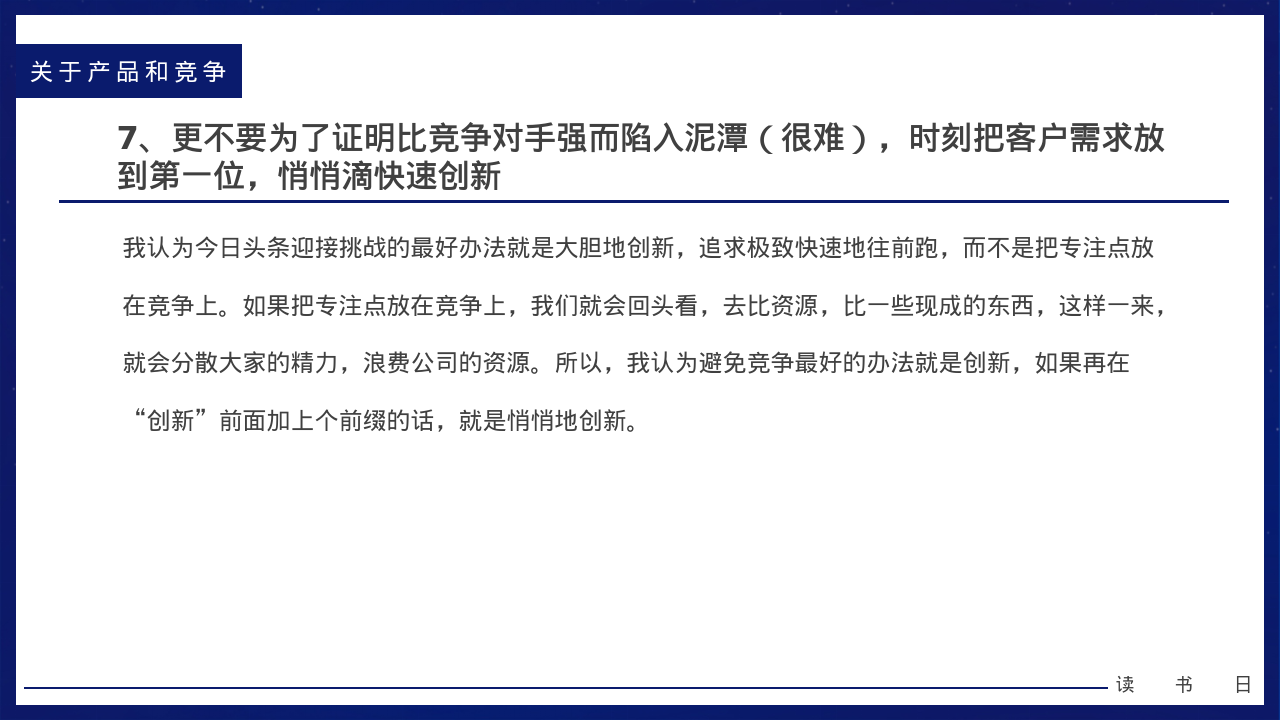 关于产品和竞争
7、更不要为了证明比竞争对手强而陷入泥潭（很难），时刻把客户需求放
到第一位，悄悄滴快速创新
我认为今日头条迎接挑战的最好办法就是大胆地创新，追求极致快速地往前跑，而不是把专注点放
在竞争上。如果把专注点放在竞争上，我们就会回头看，去比资源，比一些现成的东西，这样一来，
就会分散大家的精力，浪费公司的资源。所以，我认为避免竞争最好的办法就是创新，如果再在
“创新”前面加上个前缀的话，就是悄悄地创新。
读 书 日